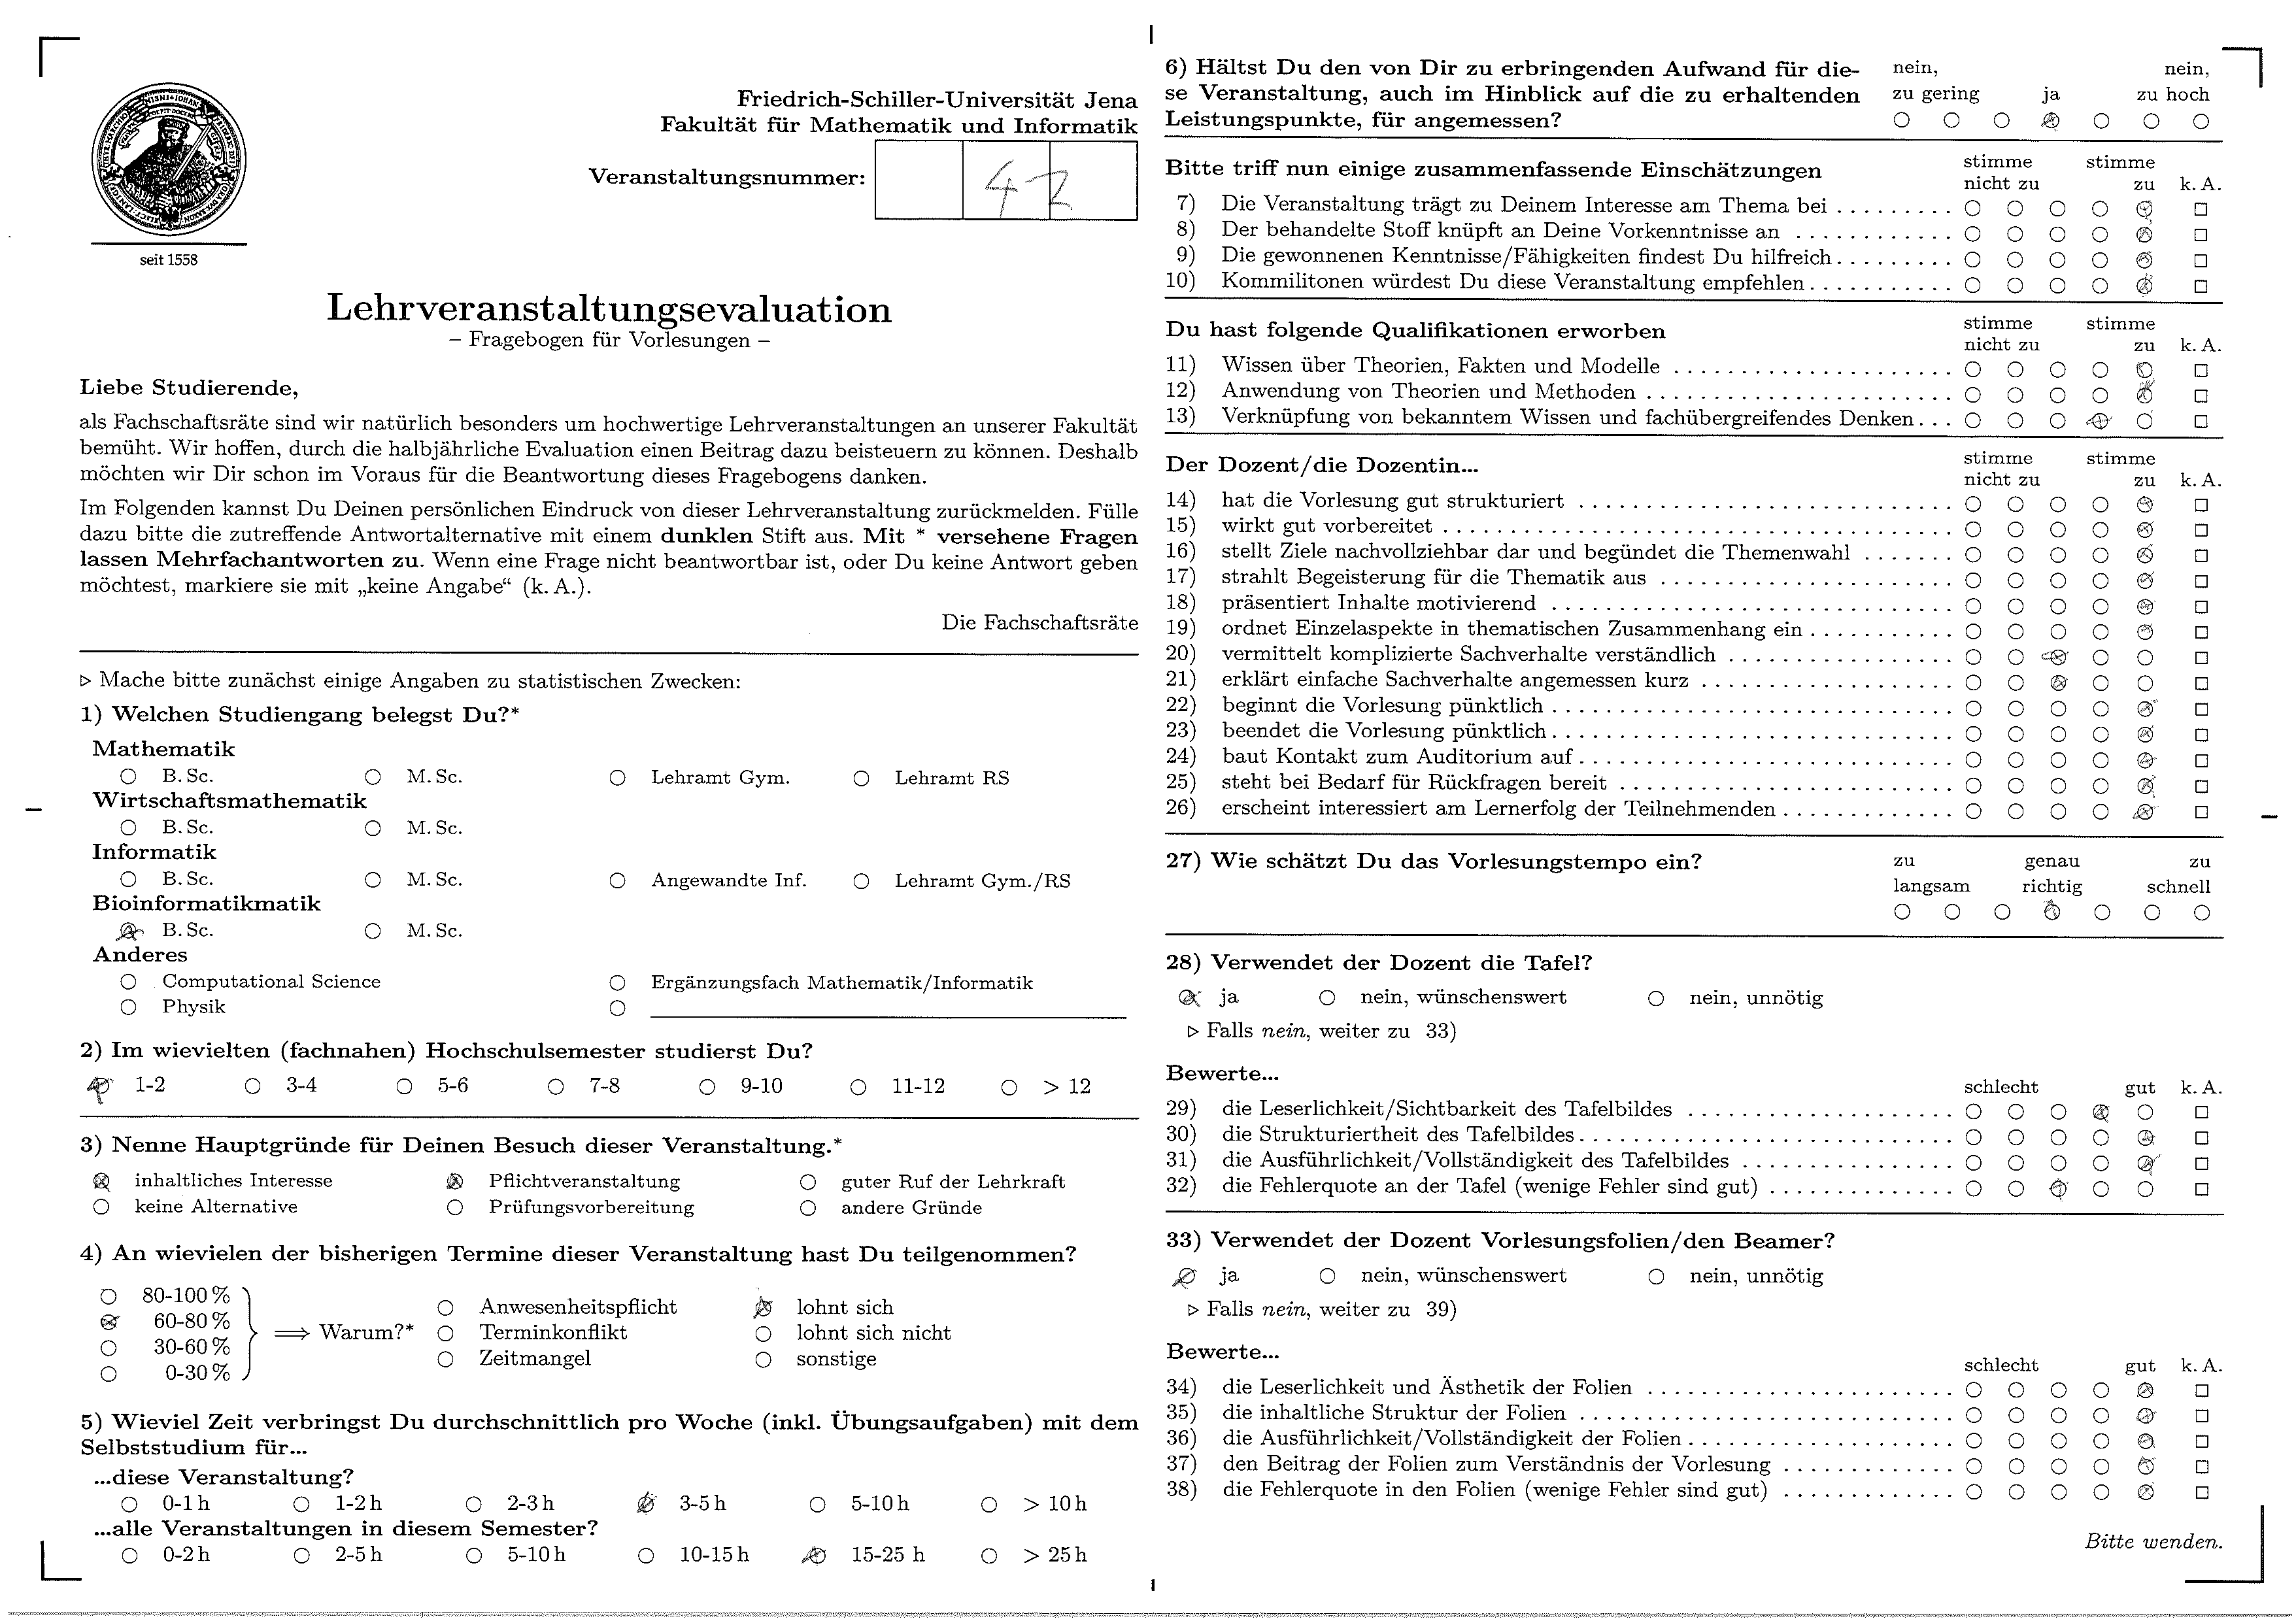 seit 1558
Friedrich-Schiller-Universität Jena
Fakultät für Mathematik und Informatik
Veranstaltungsnummer: 42
Lehrveranstaltungsevaluation
– Fragebogen für Vorlesungen –
Liebe Studierende,
als Fachschaftsräte sind wir natürlich besonders um hochwertige Lehrveranstaltungen an unserer Fakultät
bemüht. Wir hoffen, durch die halbjährliche Evaluation einen Beitrag dazu beisteuern zu können. Deshalb
möchten wir Dir schon im Voraus für die Beantwortung dieses Fragebogens danken.
Im Folgenden kannst Du Deinen persönlichen Eindruck von dieser Lehrveranstaltung zurückmelden. Fülle
dazu bitte die zutreffende Antwortalternative mit einem dunklen Stift aus. Mit * versehene Fragen
lassen Mehrfachantworten zu. Wenn eine Frage nicht beantwortbar ist, oder Du keine Antwort geben
möchtest, markiere sie mit „keine Angabe“ (k. A.).
Die Fachschaftsräte
▷ Mache bitte zunächst einige Angaben zu statistischen Zwecken:
1) Welchen Studiengang belegst Du?*
Mathematik
B. Sc. M. Sc. Lehramt Gym. Lehramt RS
Wirtschaftsmathematik
B. Sc. M. Sc.
Informatik
B. Sc. M. Sc. Angewandte Inf. Lehramt Gym./RS
Bioinformatikmatik
B. Sc. M. Sc.
Anderes
Computational Science Ergänzungsfach Mathematik/Informatik
Physik
2) Im wievielten (fachnahen) Hochschulsemester studierst Du?
1-2 3-4 5-6 7-8 9-10 11-12 > 12
3) Nenne Hauptgründe für Deinen Besuch dieser Veranstaltung.*
inhaltliches Interesse Pflichtveranstaltung guter Ruf der Lehrkraft
keine Alternative Prüfungsvorbereitung andere Gründe
4) An wievielen der bisherigen Termine dieser Veranstaltung hast Du teilgenommen?
80-100 % Anwesenheitspflicht lohnt sich
60-80 % ⟹ Warum?* Terminkonflikt lohnt sich nicht
30-60 % Zeitmangel sonstige
0-30 %
5) Wieviel Zeit verbringst Du durchschnittlich pro Woche (inkl. Übungsaufgaben) mit dem
Selbststudium für...
...diese Veranstaltung?
0-1 h 1-2 h 2-3 h 3-5 h 5-10 h > 10 h
...alle Veranstaltungen in diesem Semester?
0-2 h 2-5 h 5-10 h 10-15 h 15-25 h > 25 h
6) Hältst Du den von Dir zu erbringenden Aufwand für die- nein, nein,
se Veranstaltung, auch im Hinblick auf die zu erhaltenden zu gering ja zu hoch
Leistungspunkte, für angemessen?
Bitte triff nun einige zusammenfassende Einschätzungen stimme nicht zu stimme zu k. A.
7) Die Veranstaltung trägt zu Deinem Interesse am Thema bei
8) Der behandelte Stoff knüpft an Deine Vorkenntnisse an
9) Die gewonnenen Kenntnisse/Fähigkeiten findest Du hilfreich
10) Kommilitonen würdest Du diese Veranstaltung empfehlen
Du hast folgende Qualifikationen erworben stimme nicht zu stimme zu k. A.
11) Wissen über Theorien, Fakten und Modelle
12) Anwendung von Theorien und Methoden
13) Verknüpfung von bekanntem Wissen und fachübergreifendes Denken
Der Dozent/die Dozentin... stimme nicht zu stimme zu k. A.
14) hat die Vorlesung gut strukturiert
15) wirkt gut vorbereitet
16) stellt Ziele nachvollziehbar dar und begründet die Themenwahl
17) strahlt Begeisterung für die Thematik aus
18) präsentiert Inhalte motivierend
19) ordnet Einzelaspekte in thematischen Zusammenhang ein
20) vermittelt komplizierte Sachverhalte verständlich
21) erklärt einfache Sachverhalte angemessen kurz
22) beginnt die Vorlesung pünktlich
23) beendet die Vorlesung pünktlich
24) baut Kontakt zum Auditorium auf
25) steht bei Bedarf für Rückfragen bereit
26) erscheint interessiert am Lernerfolg der Teilnehmenden
27) Wie schätzt Du das Vorlesungstempo ein? zu langsam genau richtig zu schnell
28) Verwendet der Dozent die Tafel?
ja nein, wünschenswert nein, unnötig
▷ Falls nein, weiter zu 33)
Bewerte... schlecht gut k. A.
29) die Leserlichkeit/Sichtbarkeit des Tafelbildes
30) die Strukturiertheit des Tafelbildes
31) die Ausführlichkeit/Vollständigkeit des Tafelbildes
32) die Fehlerquote an der Tafel (wenige Fehler sind gut)
33) Verwendet der Dozent Vorlesungsfolien/den Beamer?
ja nein, wünschenswert nein, unnötig
▷ Falls nein, weiter zu 39)
Bewerte... schlecht gut k. A.
34) die Leserlichkeit und Ästhetik der Folien
35) die inhaltliche Struktur der Folien
36) die Ausführlichkeit/Vollständigkeit der Folien
37) den Beitrag der Folien zum Verständnis der Vorlesung
38) die Fehlerquote in den Folien (wenige Fehler sind gut)
Bitte wenden.